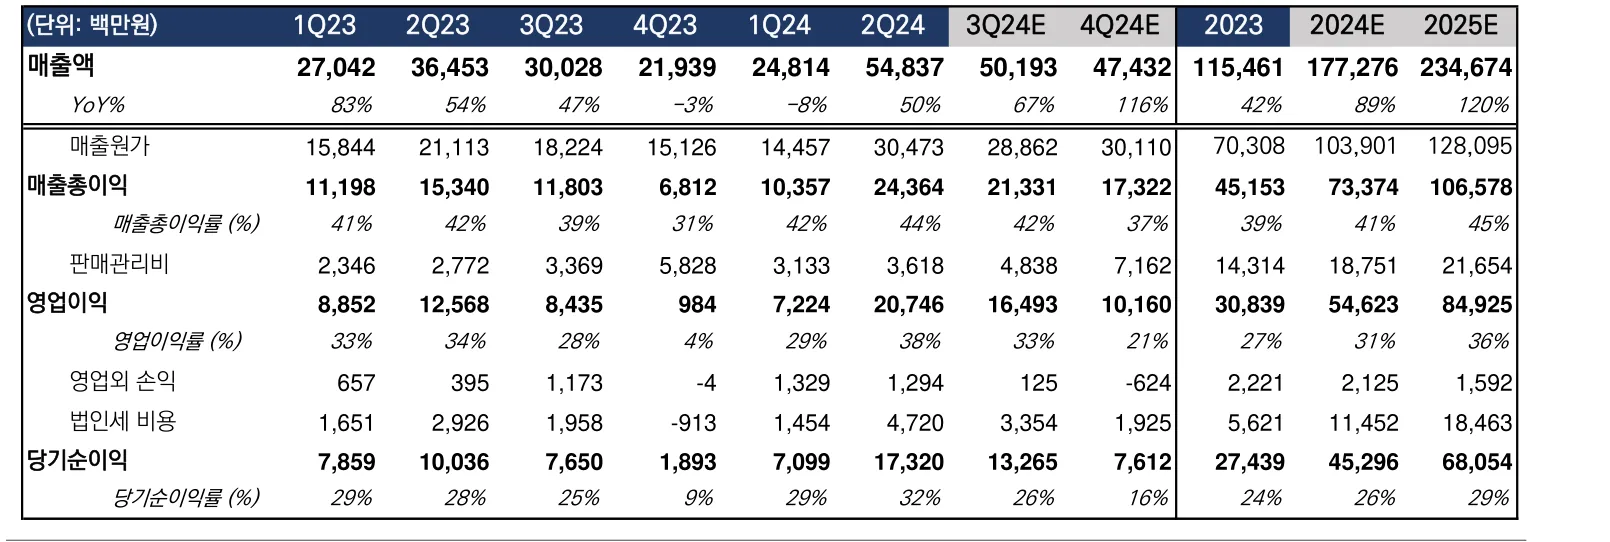 (단위: 백만원) 1Q23 2Q23 3Q23 4Q23 1Q24 2Q24 3Q24E 4Q24E 2023 2024E 2025E
매출액 27,042 36,453 30,028 21,939 24,814 54,837 50,193 47,432 115,461 177,276 234,674
YoY% 83% 54% 47% -3% -8% 50% 67% 116% 42% 89% 120%
매출원가 15,844 21,113 18,224 15,126 14,457 30,473 28,862 30,110 70,308 103,901 128,095
매출총이익 11,198 15,340 11,803 6,812 10,357 24,364 21,331 17,322 45,153 73,374 106,578
매출총이익률 (%) 41% 42% 39% 31% 42% 44% 42% 37% 39% 41% 45%
판매관리비 2,346 2,772 3,369 5,828 3,133 3,618 4,838 7,162 14,314 18,751 21,654
영업이익 8,852 12,568 8,435 984 7,224 20,746 16,493 10,160 30,839 54,623 84,925
영업이익률 (%) 33% 34% 28% 4% 29% 38% 33% 21% 27% 31% 36%
영업외 손익 657 395 1,173 -4 1,329 1,294 125 -624 2,221 2,125 1,592
법인세 비용 1,651 2,926 1,958 -913 1,454 4,720 3,354 1,925 5,621 11,452 18,463
당기순이익 7,859 10,036 7,650 1,893 7,099 17,320 13,265 7,612 27,439 45,296 68,054
당기순이익률 (%) 29% 28% 25% 9% 29% 32% 26% 16% 24% 26% 29%